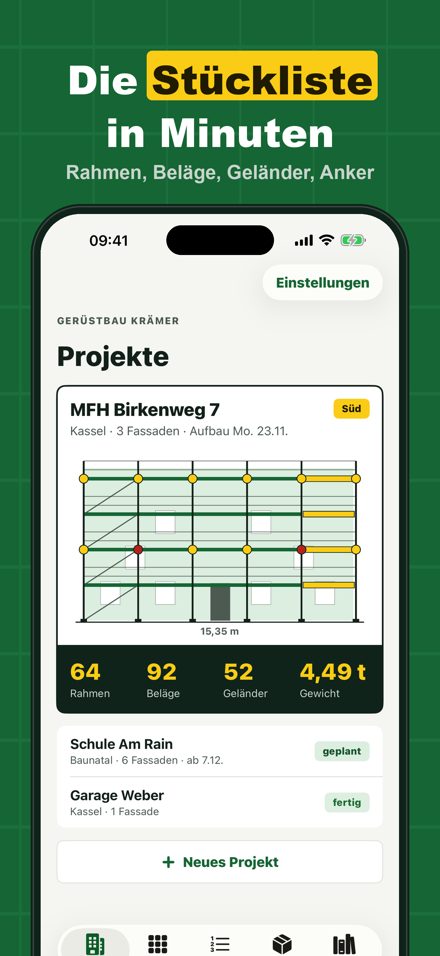 Die Stückliste
in Minuten
Rahmen, Beläge, Geländer, Anker
09:41
Einstellungen
GERÜSTBAU KRÄMER
Projekte
MFH Birkenweg 7
Süd
Kassel · 3 Fassaden · Aufbau Mo. 23.11.
15,35 m
64 92 52 4,49 t
Rahmen Beläge Geländer Gewicht
Schule Am Rain
Baunatal · 6 Fassaden · ab 7.12.
geplant
Garage Weber
Kassel · 1 Fassade
fertig
+ Neues Projekt